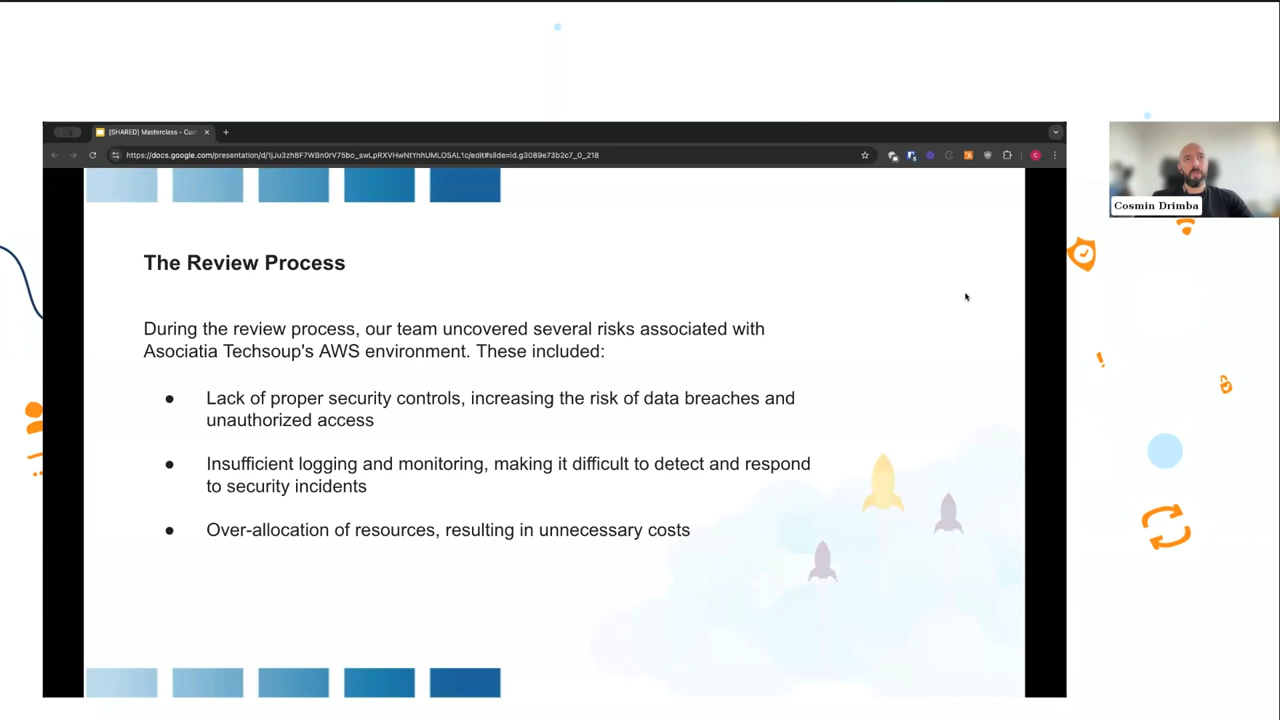 [SHARED] Masterclass - Cus
https://docs.google.com/presentation/d/1jJu3zh8F7WBn0rV75bo_swLpRXVHwNtYnhUMLOSAL1c/edit#slide=id.g3089e73b2c7_0_218
Cosmin Drimba
The Review Process
During the review process, our team uncovered several risks associated with
Asociatia Techsoup's AWS environment. These included:
● Lack of proper security controls, increasing the risk of data breaches and
unauthorized access
● Insufficient logging and monitoring, making it difficult to detect and respond
to security incidents
● Over-allocation of resources, resulting in unnecessary costs